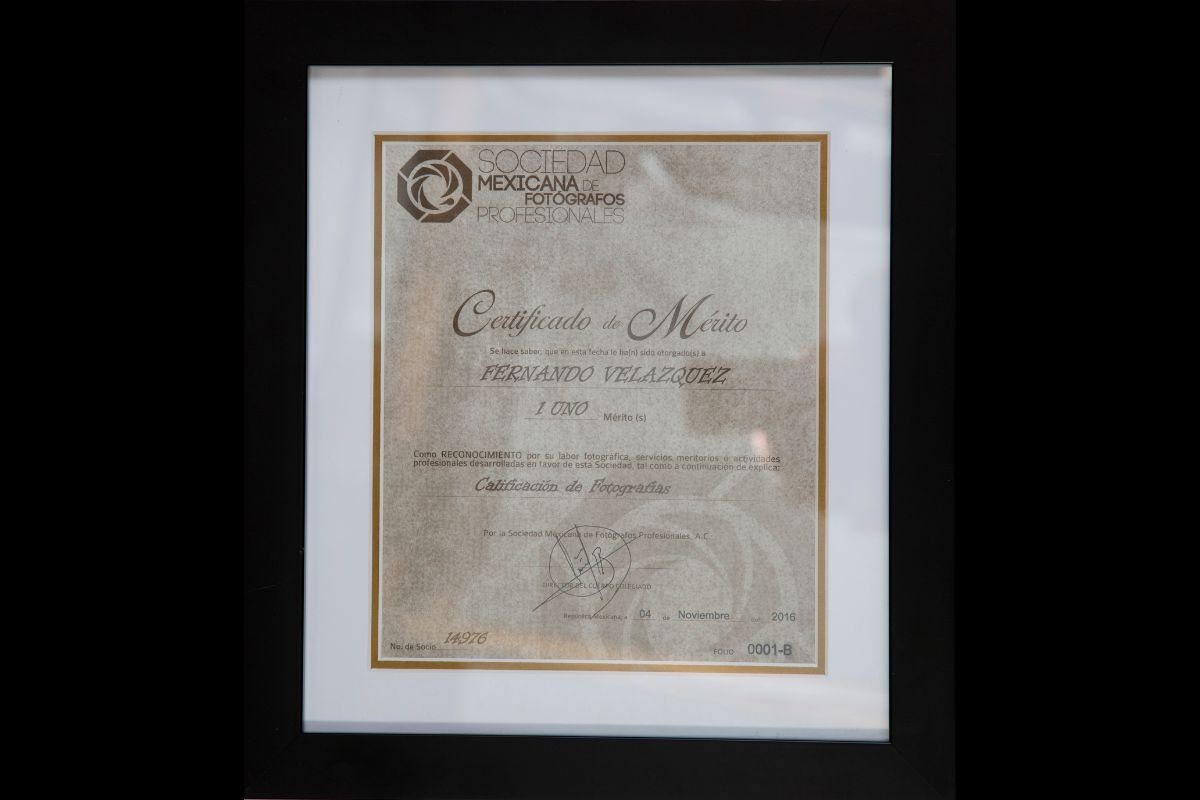 SOCIEDAD
MEXICANA DE
FOTÓGRAFOS
PROFESIONALES
Certificado de Mérito
Se hace saber, que en esta fecha le ha(n) sido otorgado(s) a
FERNANDO VELAZQUEZ
1 UNO Mérito (s)
Como RECONOCIMIENTO por su labor fotográfica, servicios meritorios o actividades
profesionales desarrolladas en favor de esta Sociedad, tal como a continuación de explica:
Calificación de Fotografías
Por la Sociedad Mexicana de Fotógrafos Profesionales, A.C.
DIRECTOR DEL CUERPO COLEGIADO
República Mexicana, a 04 de Noviembre 2016
No. de Socio 14976
FOLIO 0001-B